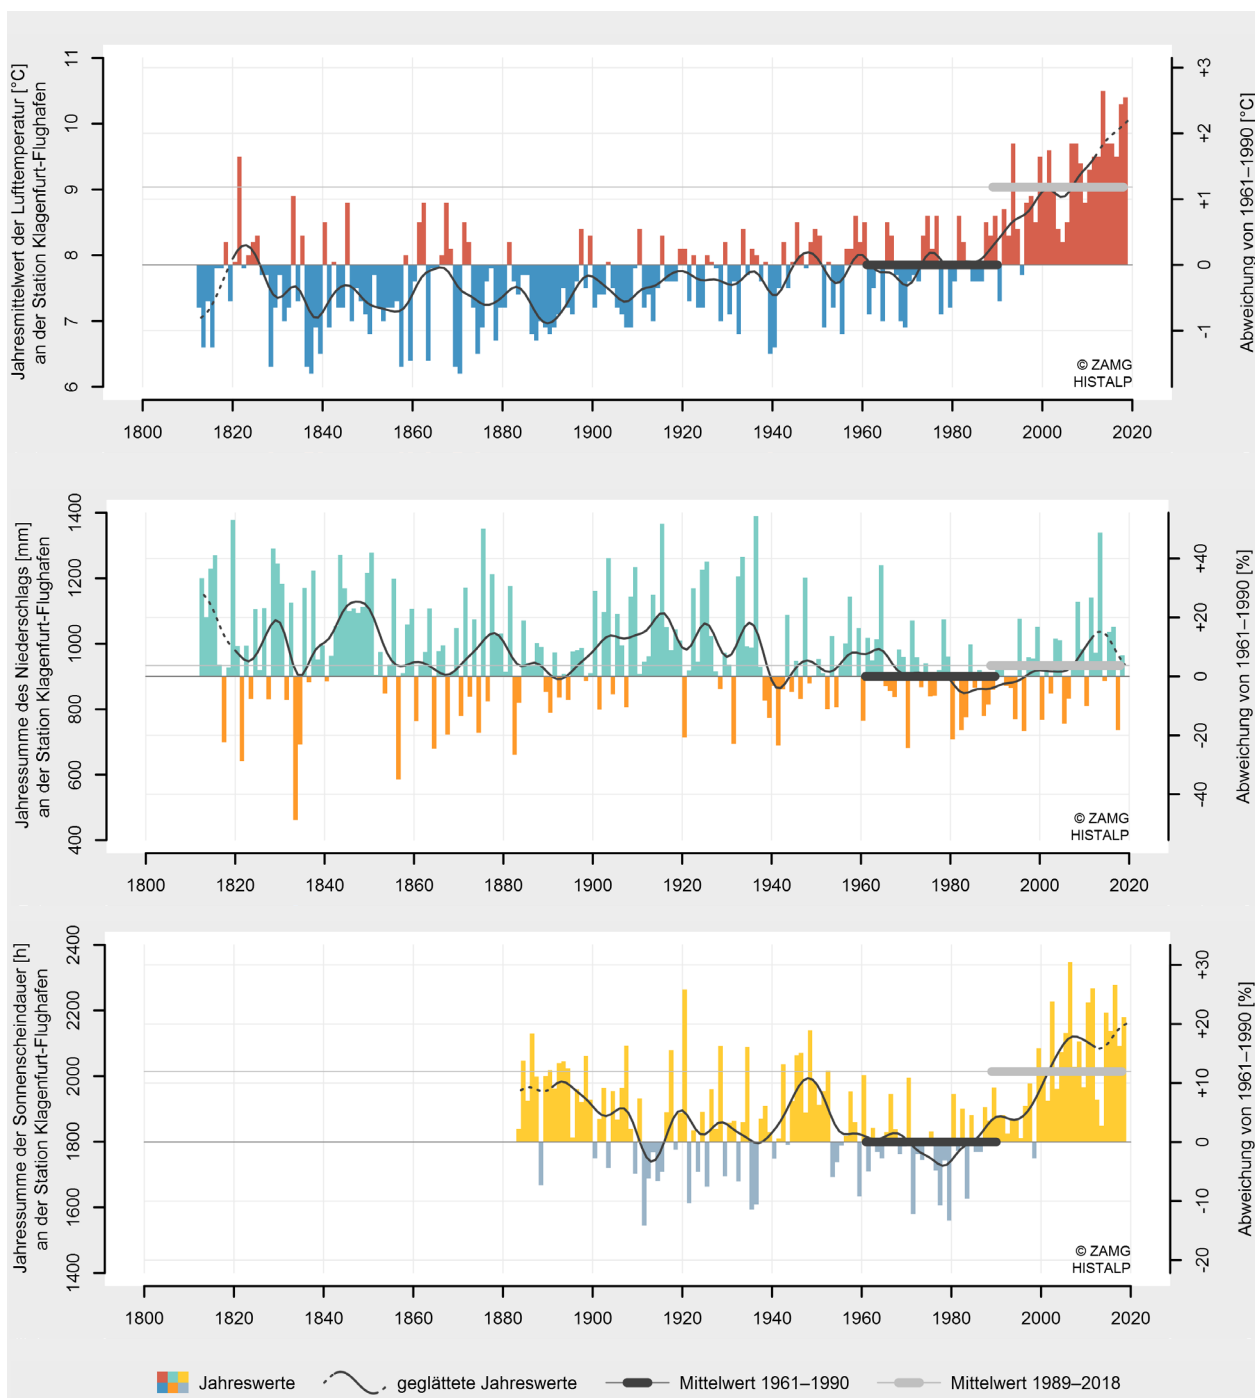 Jahresmittelwert der Lufttemperatur [°C]
an der Station Klagenfurt-Flughafen
11
10
9
8
7
6
+3
+2
+1
0
-1
Abweichung von 1961–1990 [°C]
© ZAMG
HISTALP
1800 1820 1840 1860 1880 1900 1920 1940 1960 1980 2000 2020
Jahressumme des Niederschlags [mm]
an der Station Klagenfurt-Flughafen
1400
1200
1000
800
600
400
+40
+20
0
-20
-40
Abweichung von 1961–1990 [%]
© ZAMG
HISTALP
1800 1820 1840 1860 1880 1900 1920 1940 1960 1980 2000 2020
Jahressumme der Sonnenscheindauer [h]
an der Station Klagenfurt-Flughafen
2400
2200
2000
1800
1600
1400
+30
+20
+10
0
-10
-20
Abweichung von 1961–1990 [%]
© ZAMG
HISTALP
1800 1820 1840 1860 1880 1900 1920 1940 1960 1980 2000 2020
Jahreswerte geglättete Jahreswerte Mittelwert 1961–1990 Mittelwert 1989–2018